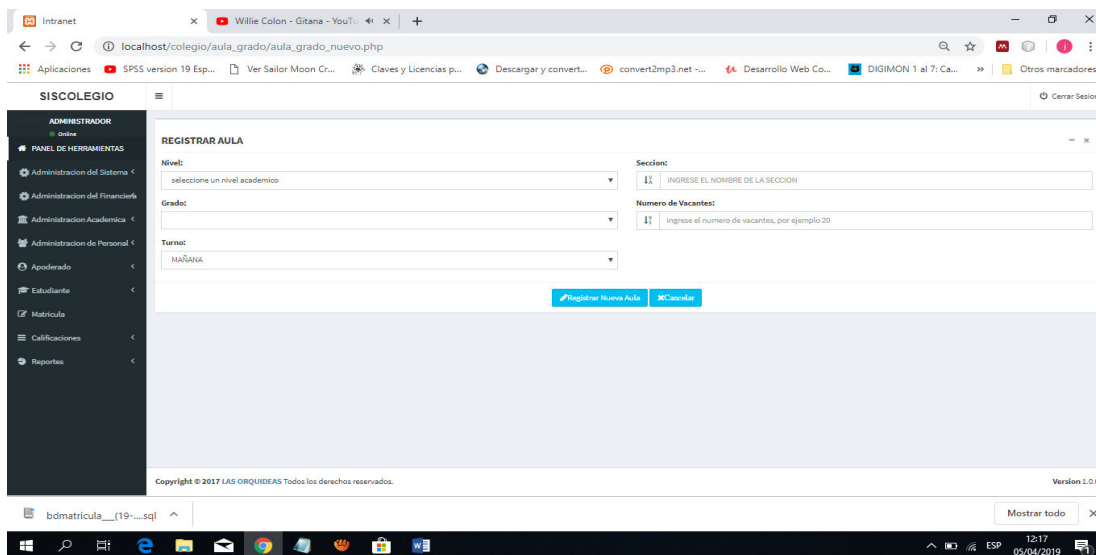 Intranet
Willie Colon - Gitana - YouTu
localhost/colegio/aula_grado/aula_grado_nuevo.php
Aplicaciones SPSS version 19 Esp... Ver Sailor Moon Cr... Claves y Licencias p... Descargar y convert... convert2mp3.net -... Desarrollo Web Co... DIGIMON 1 al 7: Ca... » Otros marcadores
SISCOLEGIO
Cerrar Sesion
ADMINISTRADOR
Online
PANEL DE HERRAMIENTAS
Administracion del Sistema
Administracion del Financiera
Administracion Academica
Administracion de Personal
Apoderado
Estudiante
Matricula
Calificaciones
Reportes
REGISTRAR AULA
Nivel:
seleccione un nivel academico
Grado:
Turno:
MAÑANA
Seccion:
INGRESE EL NOMBRE DE LA SECCION
Numero de Vacantes:
ingrese el numero de vacantes, por ejemplo 20
Registrar Nueva Aula Cancelar
Copyright © 2017 LAS ORQUIDEAS Todos los derechos reservados.
Version 1.0.
bdmatricula__(19-....sql
Mostrar todo
ESP
12:17
05/04/2019